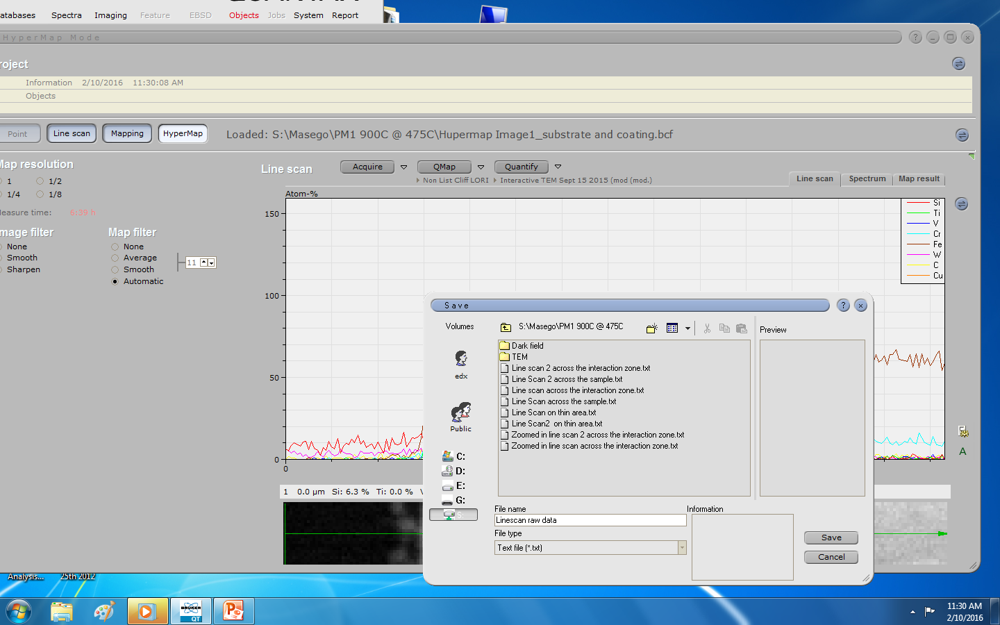 atabases Spectra Imaging Feature EBSD Objects Jobs System Report
HyperMap Mode
roject
Information 2/10/2016 11:30:08 AM
Objects
Point Line scan Mapping HyperMap Loaded: S:\Masego\PM1 900C @ 475C\Hupermap Image1_substrate and coating.bcf
Map resolution
1 1/2
1/4 1/8
leasure time: 5:39 h
mage filter
None
Smooth
Sharpen
Map filter
None
Average
Smooth
Automatic
11
Line scan Acquire QMap Quantify
Non List Cliff LORI Interactive TEM Sept 15 2015 (mod (mod.)
Line scan Spectrum Map result
Atom-%
150
100
50
0
0
Si
Ti
V
Cr
Fe
W
C
Cu
1 0.0 µm Si: 6.3 % Ti: 0.0 %
A
Save
?
Volumes
edx
Public
C:
D:
E:
G:
S:
S:\Masego\PM1 900C @ 475C
Dark field
TEM
Line scan 2 across the interaction zone.txt
Line Scan 2 across the sample.txt
Line scan across the interaction zone.txt
Line Scan across the sample.txt
Line Scan on thin area.txt
Line Scan2 on thin area.txt
Zoomed in line scan 2 across the interaction zone.txt
Zoomed in line scan across the interaction zone.txt
Preview
File name
Linescan raw data
File type
Text file (*.txt)
Information
Save
Cancel
Analysis... 25th 2012
BRUKER
QT
11:30 AM
2/10/2016